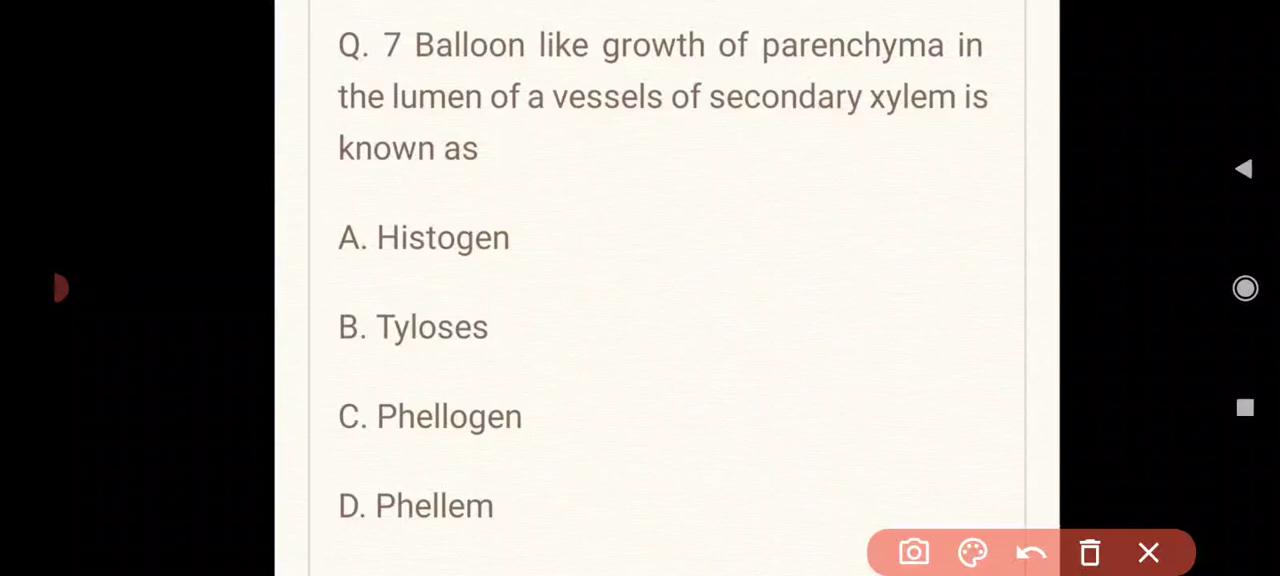 Q. 7 Balloon like growth of parenchyma in
the lumen of a vessels of secondary xylem is
known as
A. Histogen
B. Tyloses
C. Phellogen
D. Phellem